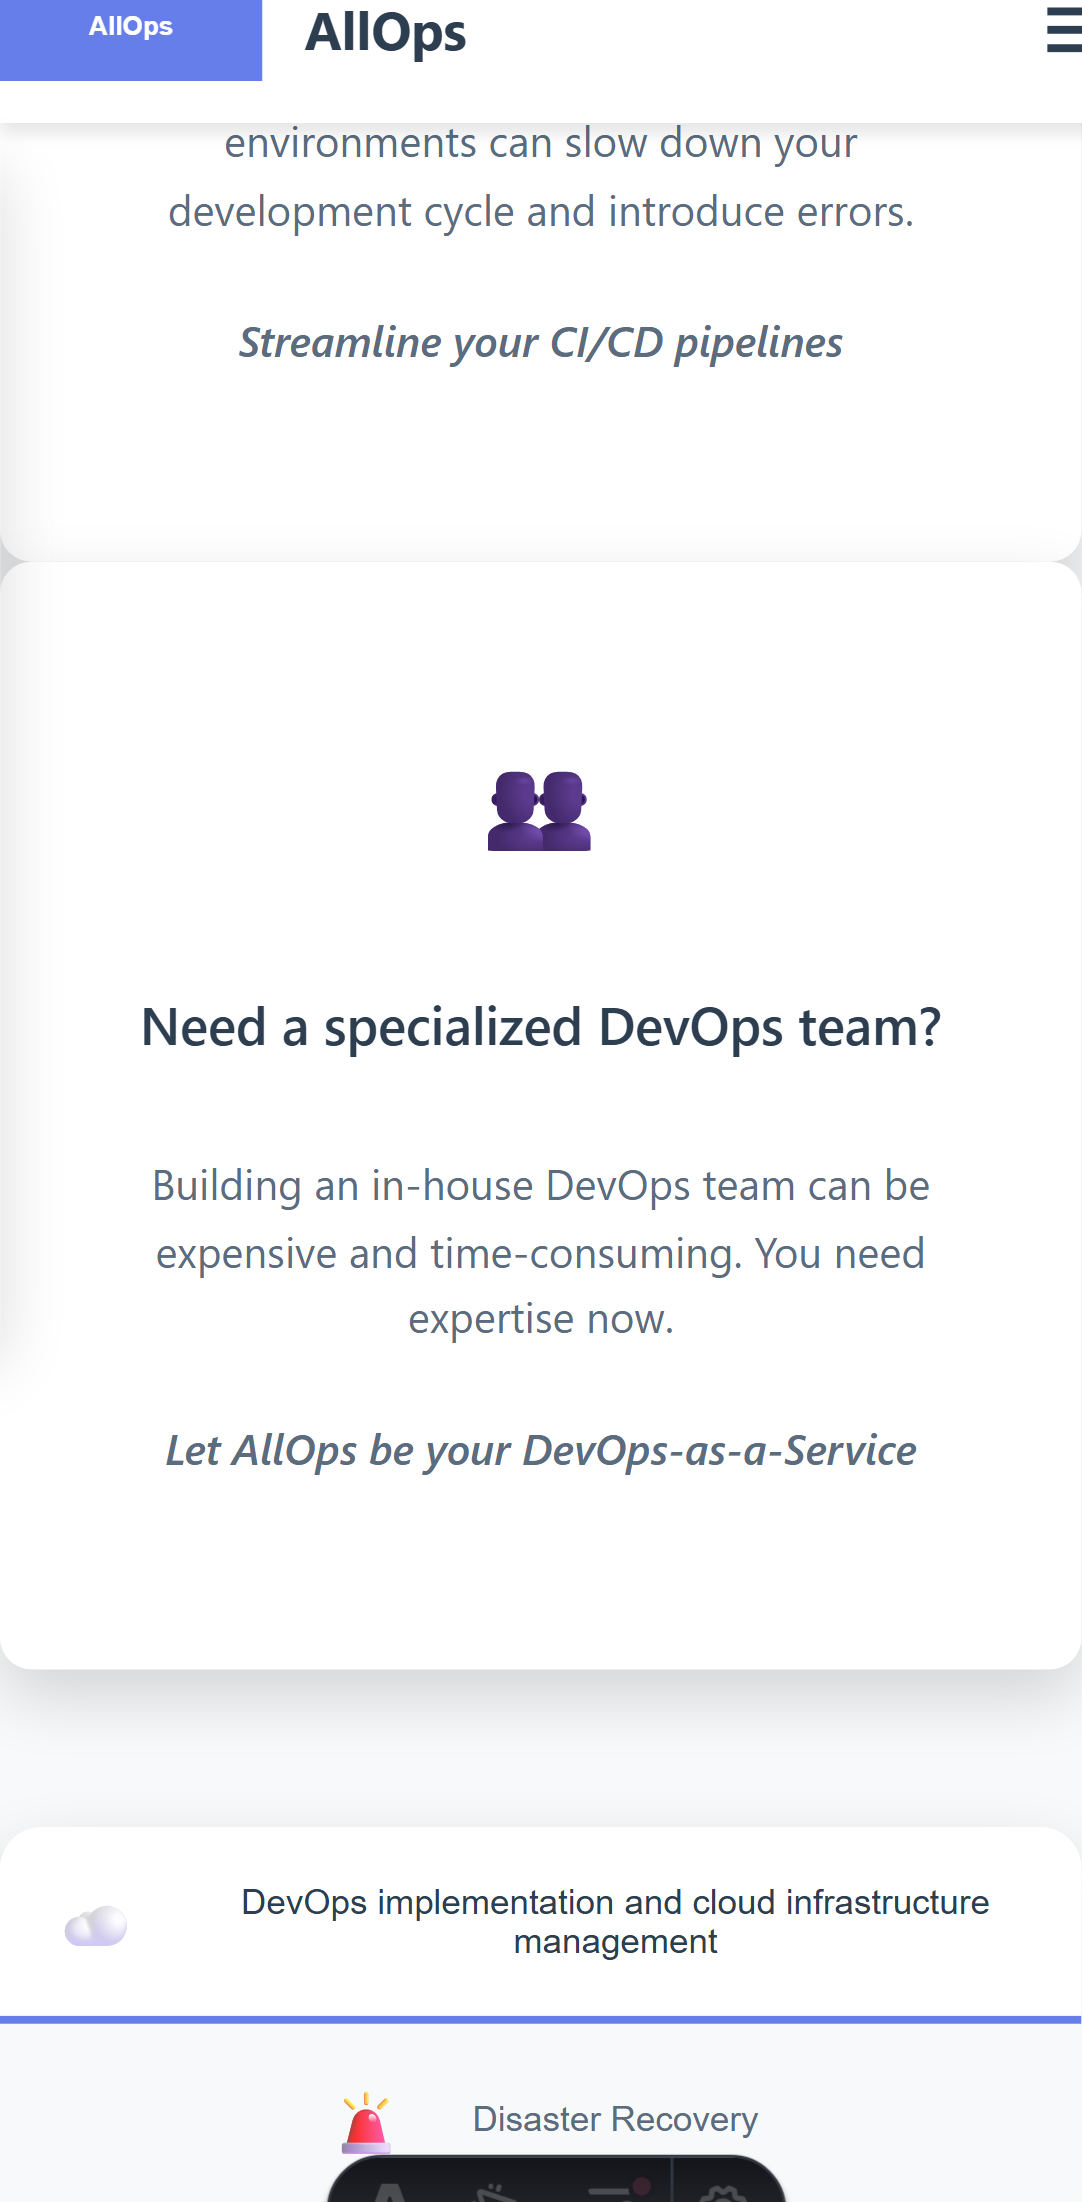 AllOps
AllOps
environments can slow down your
development cycle and introduce errors.
Streamline your CI/CD pipelines
Need a specialized DevOps team?
Building an in-house DevOps team can be
expensive and time-consuming. You need
expertise now.
Let AllOps be your DevOps-as-a-Service
DevOps implementation and cloud infrastructure
management
Disaster Recovery